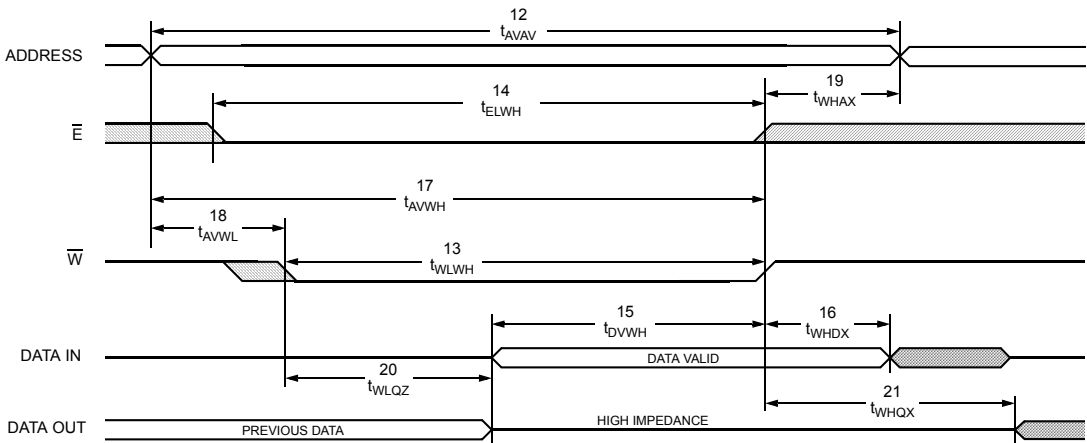 12
tAVAV
ADDRESS
19
tWHAX
14
tELWH
E
17
tAVWH
18
tAVWL
13
tWLWH
W
15
tDVWH
16
tWHDX
DATA IN
DATA VALID
20
tWLQZ
21
tWHQX
DATA OUT
PREVIOUS DATA
HIGH IMPEDANCE